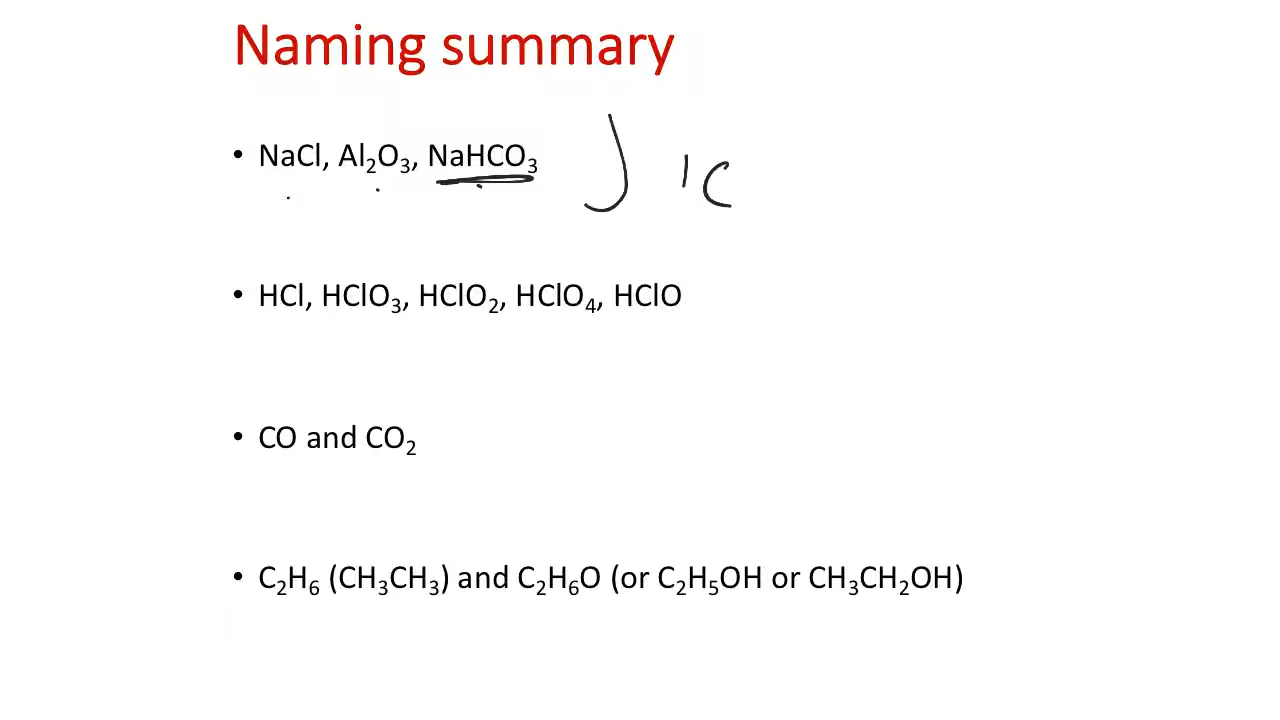 Naming summary
• NaCl, Al₂O₃, NaHCO₃ ) IC
• HCl, HClO₃, HClO₂, HClO₄, HClO
• CO and CO₂
• C₂H₆ (CH₃CH₃) and C₂H₆O (or C₂H₅OH or CH₃CH₂OH)